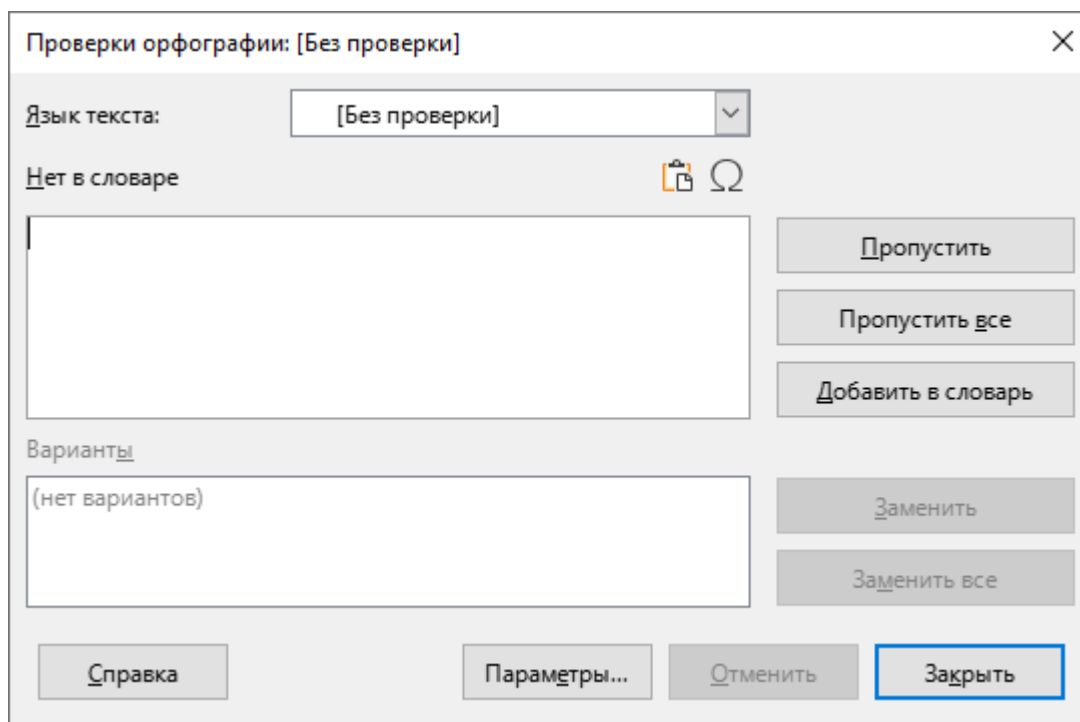 Проверки орфографии: [Без проверки]
Язык текста:
[Без проверки]
Нет в словаре
Пропустить
Пропустить все
Добавить в словарь
Варианты
(нет вариантов)
Заменить
Заменить все
Справка
Параметры...
Отменить
Закрыть